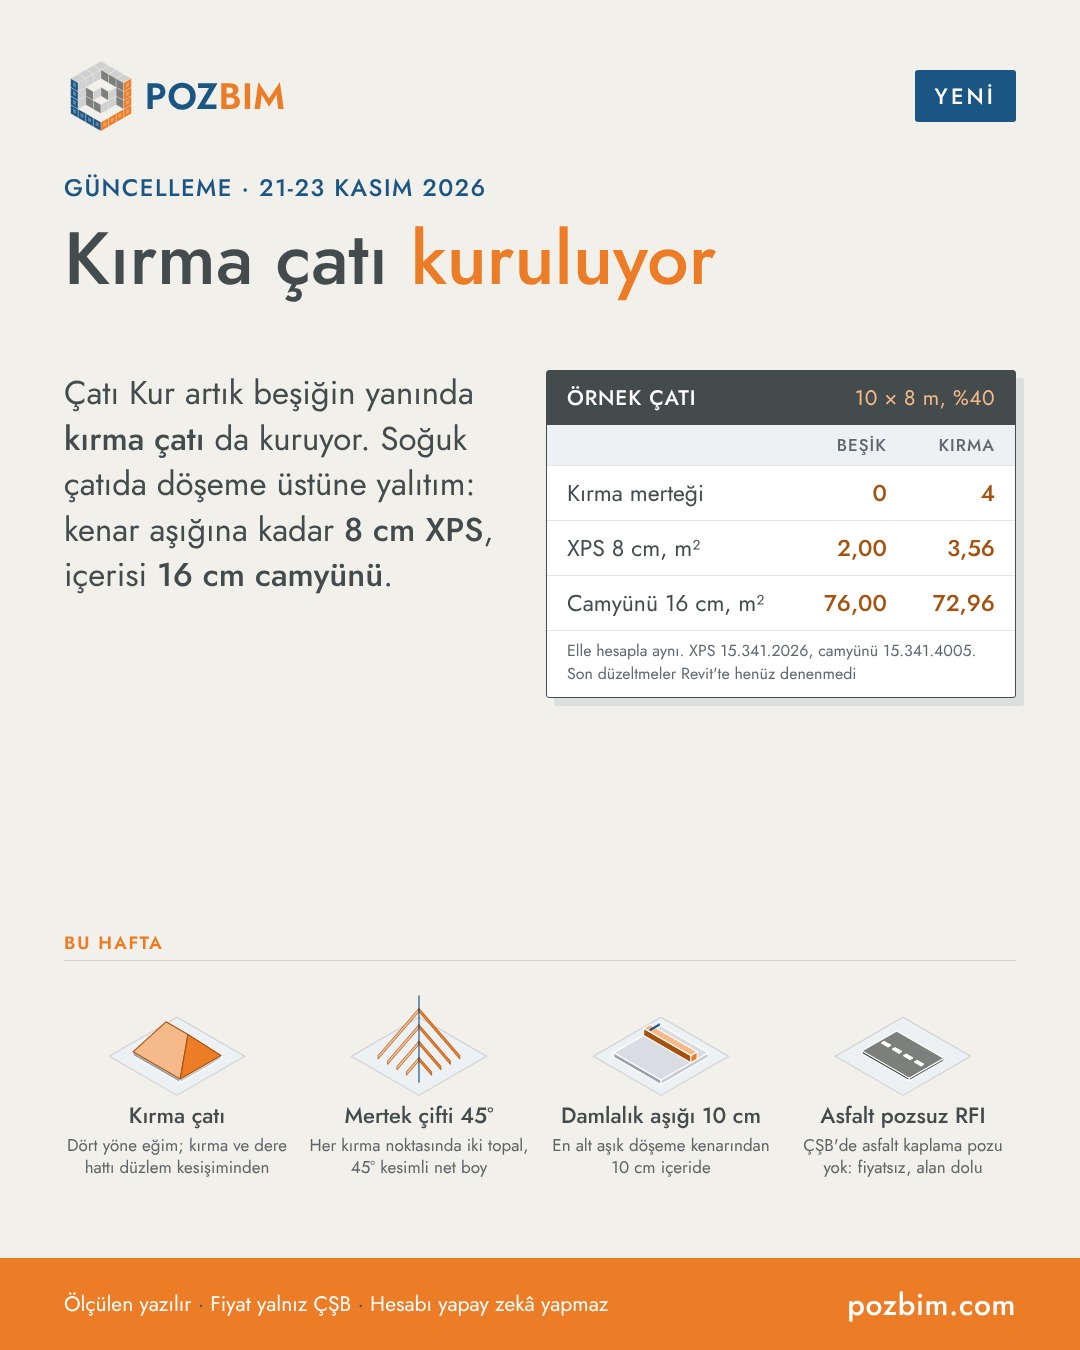 POZBIM
YENİ
GÜNCELLEME · 21-23 KASIM 2026
Kırma çatı kuruluyor
Çatı Kur artık beşiğin yanında
kırma çatı da kuruyor. Soğuk
çatıda döşeme üstüne yalıtım:
kenar aşığına kadar 8 cm XPS,
içerisi 16 cm camyünü.
ÖRNEK ÇATI 10 × 8 m, %40
BEŞİK KIRMA
Kırma merteği 0 4
XPS 8 cm, m² 2,00 3,56
Camyünü 16 cm, m² 76,00 72,96
Elle hesapla aynı. XPS 15.341.2026, camyünü 15.341.4005.
Son düzeltmeler Revit'te henüz denenmedi
BU HAFTA
Kırma çatı
Dört yöne eğim; kırma ve dere
hattı düzlem kesişiminden
Mertek çifti 45°
Her kırma noktasında iki topal,
45° kesimli net boy
Damlalık aşığı 10 cm
En alt aşık döşeme kenarından
10 cm içeride
Asfalt pozsuz RFI
ÇŞB'de asfalt kaplama pozu
yok: fiyatsız, alan dolu
Ölçülen yazılır · Fiyat yalnız ÇŞB · Hesabı yapay zekâ yapmaz
pozbim.com